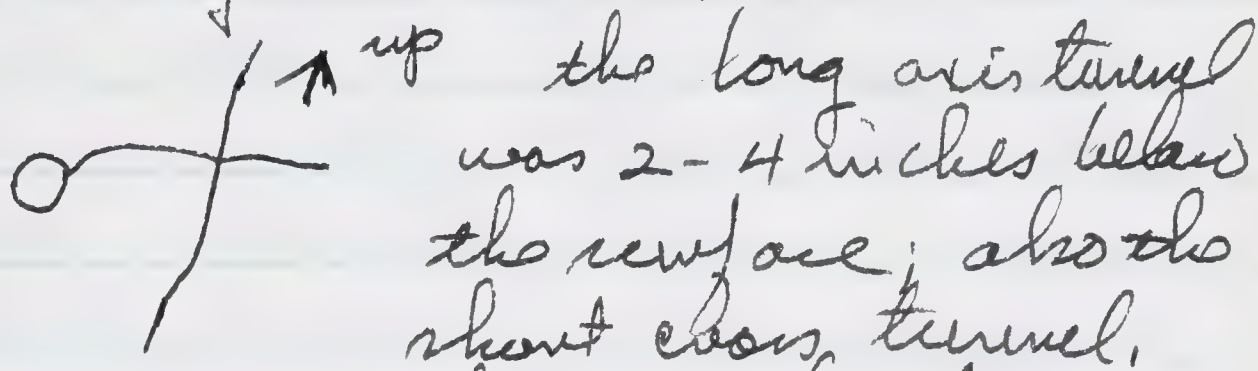 up the long axis tunnel
was 2-4 inches below
the surface; also the
short cross tunnel.